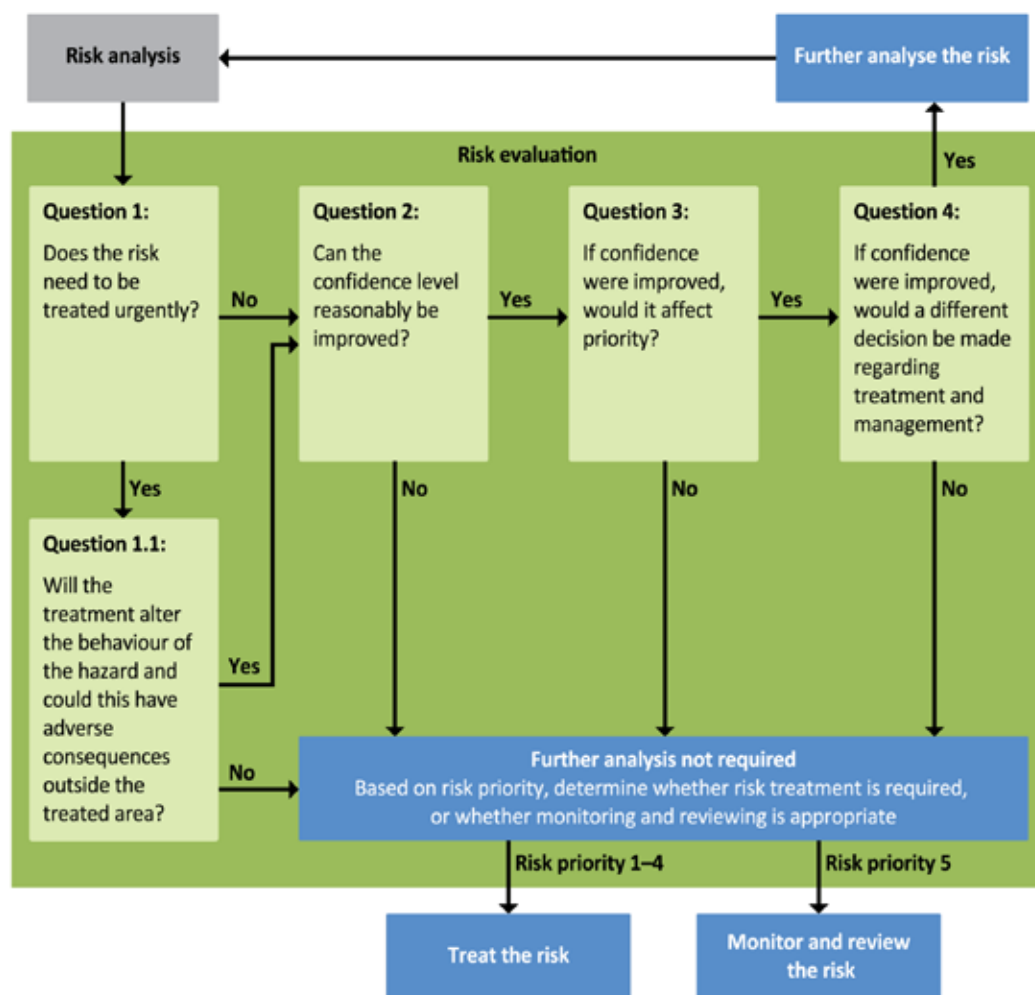 Risk analysis
Further analyse the risk
Risk evaluation
Yes
Question 1:
Does the risk
need to be
treated urgently?
No
Question 2:
Can the
confidence level
reasonably be
improved?
Yes
Question 3:
If confidence
were improved,
would it affect
priority?
Yes
Question 4:
If confidence
were improved,
would a different
decision be made
regarding
treatment and
management?
Yes
No
No
No
Question 1.1:
Will the
treatment alter
the behaviour of
the hazard and
could this have
adverse
consequences
outside the
treated area?
Yes
No
Further analysis not required
Based on risk priority, determine whether risk treatment is required,
or whether monitoring and reviewing is appropriate
Risk priority 1–4
Risk priority 5
Treat the risk
Monitor and review
the risk